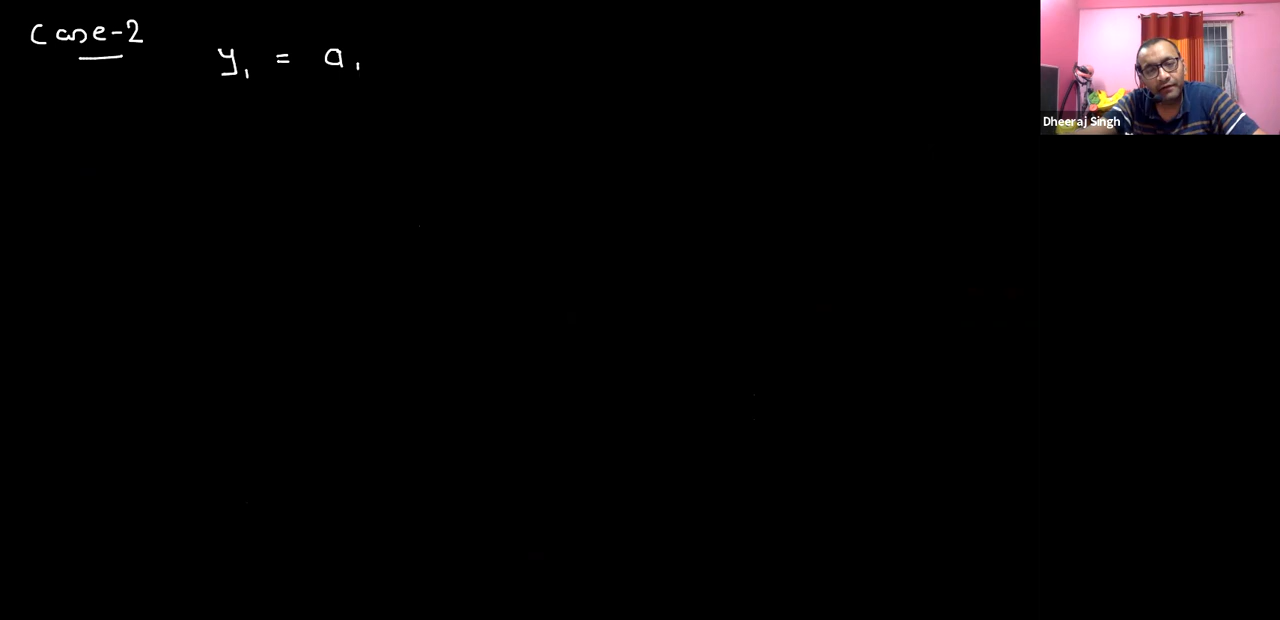 Case-2
y₁ = a₁
Dheeraj Singh